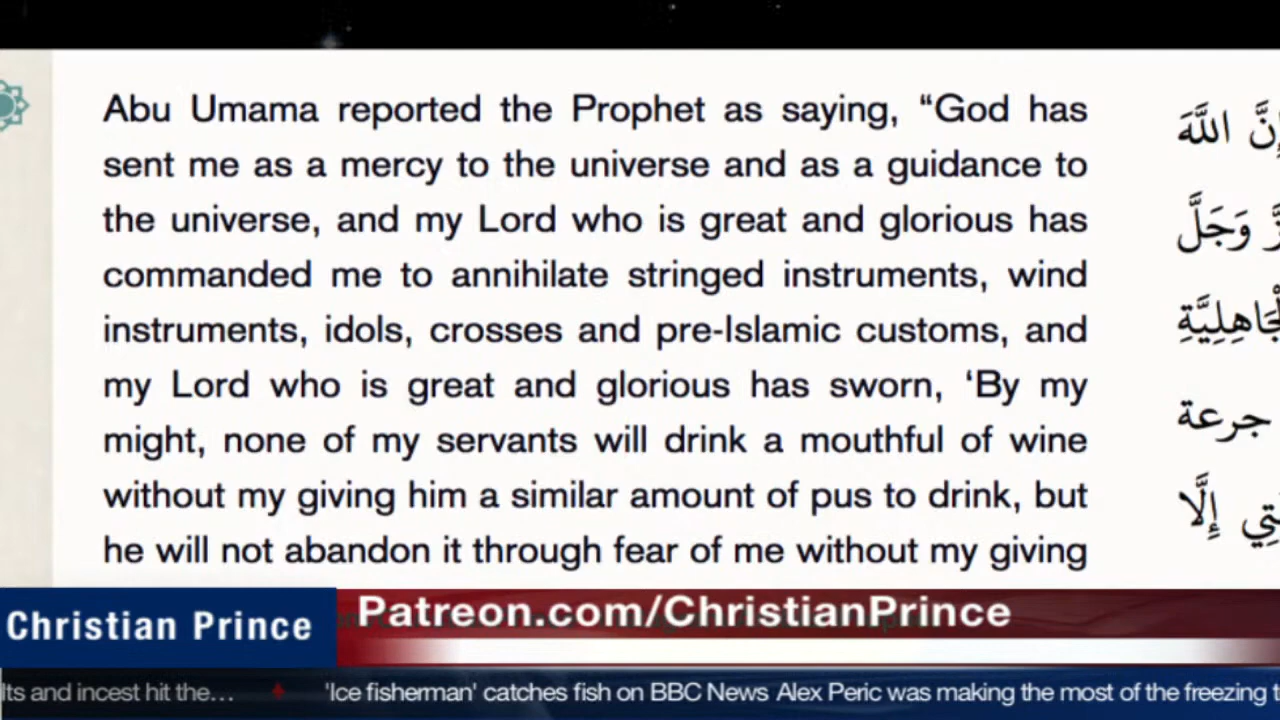 Abu Umama reported the Prophet as saying, “God has
sent me as a mercy to the universe and as a guidance to
the universe, and my Lord who is great and glorious has
commanded me to annihilate stringed instruments, wind
instruments, idols, crosses and pre-Islamic customs, and
my Lord who is great and glorious has sworn, ‘By my
might, none of my servants will drink a mouthful of wine
without my giving him a similar amount of pus to drink, but
he will not abandon it through fear of me without my giving
إِنَّ اللَّهَ
وَجَلَّ
جرعة
إِلَّا
Christian Prince
Patreon.com/ChristianPrince
lts and incest hit the… 'Ice fisherman' catches fish on BBC News Alex Peric was making the most of the freezing t